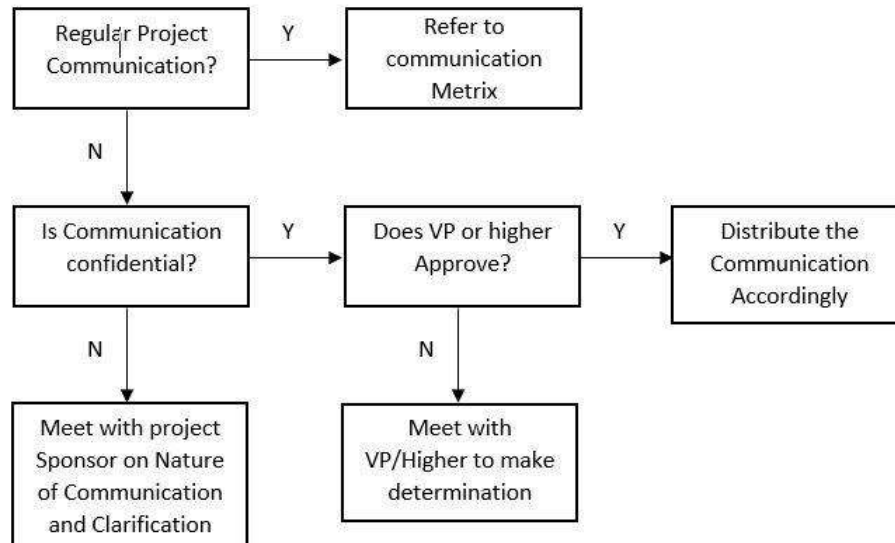 Regular Project
Communication?
Y
Refer to
communication
Metrix
N
Is Communication
confidential?
Y
Does VP or higher
Approve?
Y
Distribute the
Communication
Accordingly
N
N
Meet with project
Sponsor on Nature
of Communication
and Clarification
Meet with
VP/Higher to make
determination